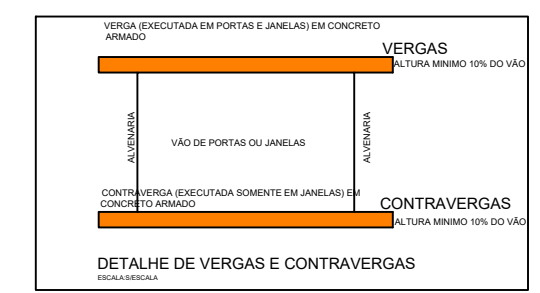 VERGA (EXECUTADA EM PORTAS E JANELAS) EM CONCRETO
ARMADO
VERGAS
ALTURA MINIMO 10% DO VÃO
ALVENARIA
VÃO DE PORTAS OU JANELAS
ALVENARIA
CONTRAVERGA (EXECUTADA SOMENTE EM JANELAS) EM
CONCRETO ARMADO
CONTRAVERGAS
ALTURA MINIMO 10% DO VÃO
DETALHE DE VERGAS E CONTRAVERGAS
ESCALA:S/ESCALA